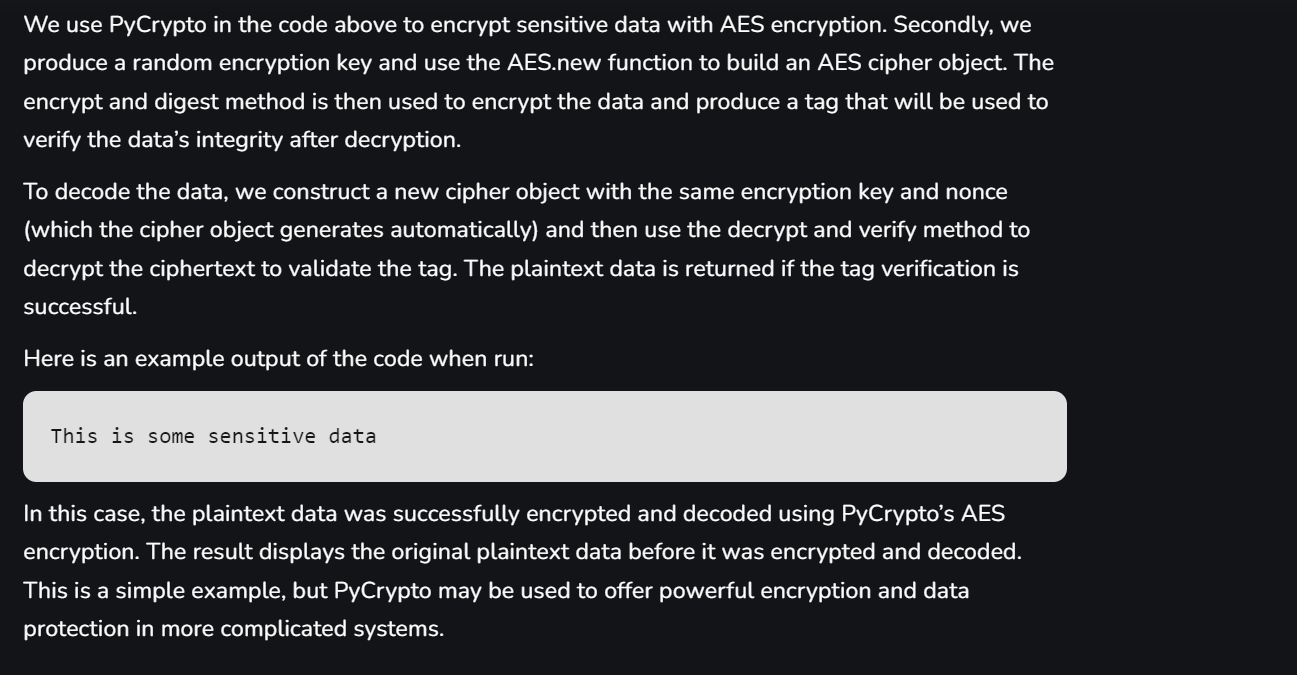 We use PyCrypto in the code above to encrypt sensitive data with AES encryption. Secondly, we
produce a random encryption key and use the AES.new function to build an AES cipher object. The
encrypt and digest method is then used to encrypt the data and produce a tag that will be used to
verify the data’s integrity after decryption.
To decode the data, we construct a new cipher object with the same encryption key and nonce
(which the cipher object generates automatically) and then use the decrypt and verify method to
decrypt the ciphertext to validate the tag. The plaintext data is returned if the tag verification is
successful.
Here is an example output of the code when run:
This is some sensitive data
In this case, the plaintext data was successfully encrypted and decoded using PyCrypto’s AES
encryption. The result displays the original plaintext data before it was encrypted and decoded.
This is a simple example, but PyCrypto may be used to offer powerful encryption and data
protection in more complicated systems.